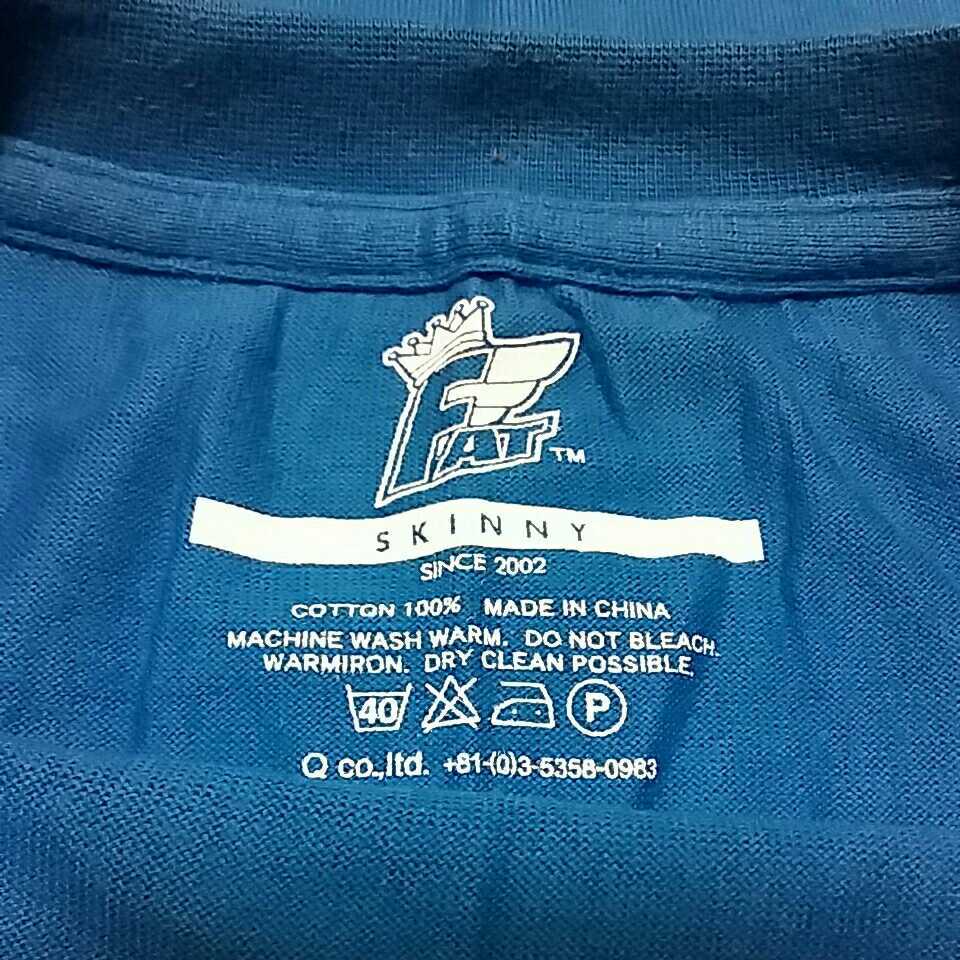 FAT™
SKINNY
SINCE 2002
COTTON 100% MADE IN CHINA
MACHINE WASH WARM. DO NOT BLEACH.
WARMIRON. DRY CLEAN POSSIBLE.
40 P
Q co.,ltd. +81-(0)3-5358-0983